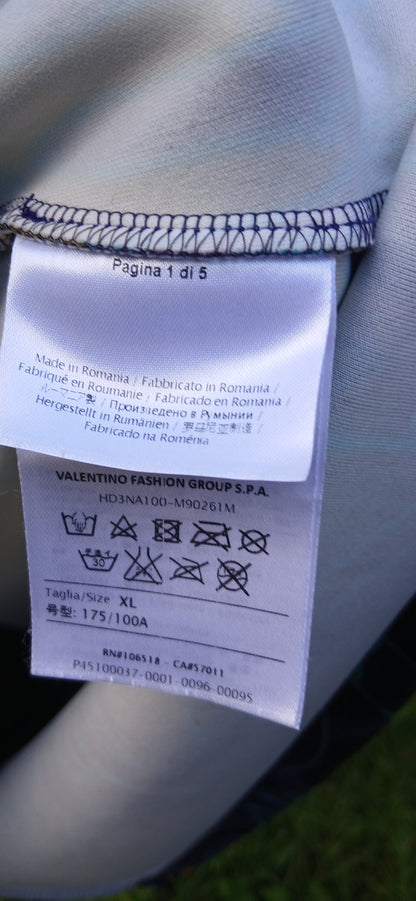 Pagina 1 di 5
Made in Romania / Fabbricato in Romania /
Fabriqué en Roumanie / Fabricado en Romania /
ルーマニア製 / Произведено в Румынии /
Hergestellt in Rumänien / 罗马尼亚制造 /
Fabricado na Roménia
VALENTINO FASHION GROUP S.P.A.
HD3NA100-M90261M
30
Taglia/Size XL
号型: 175/100A
RN#106518 - CA#57011
P45100037-0001-0096-00095